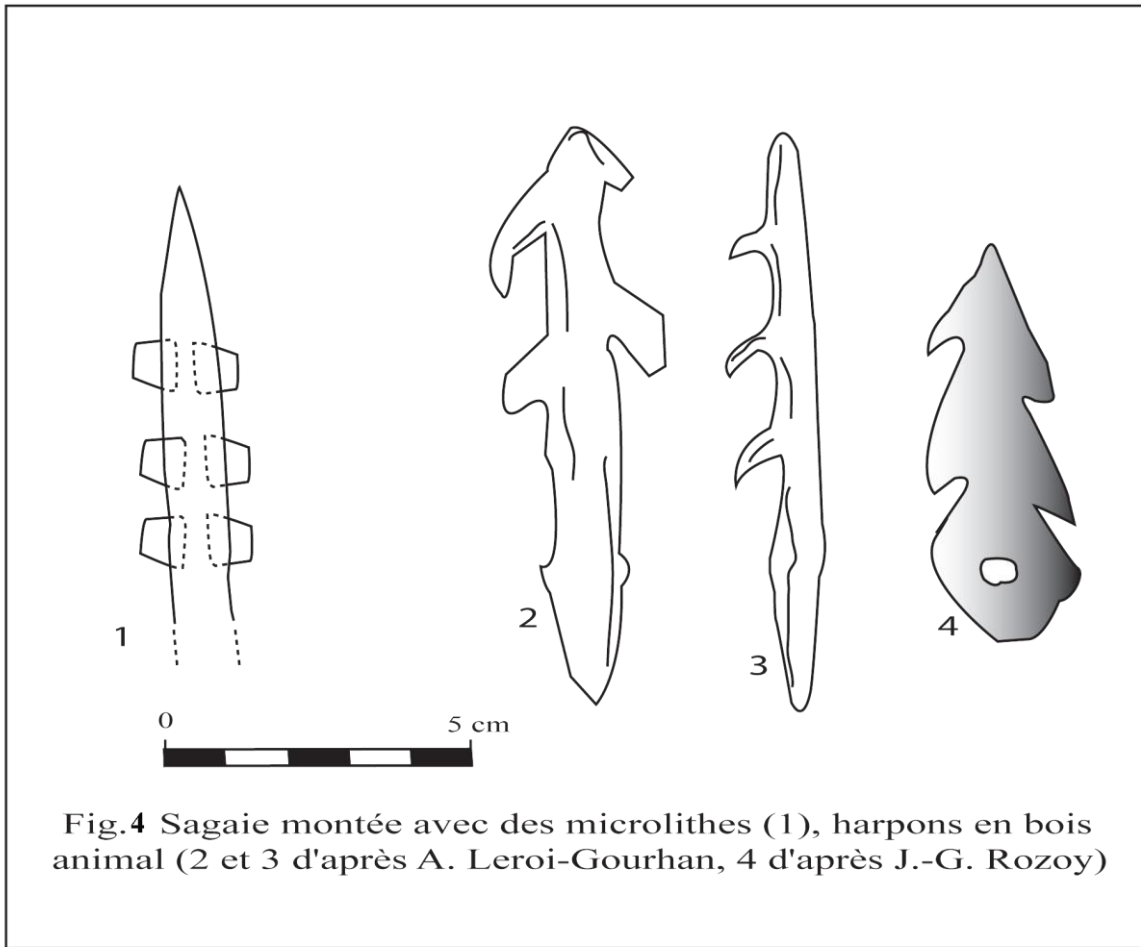 1
2
3
4
0
5 cm
Fig.4 Sagaie montée avec des microlithes (1), harpons en bois
animal (2 et 3 d'après A. Leroi-Gourhan, 4 d'après J.-G. Rozoy)